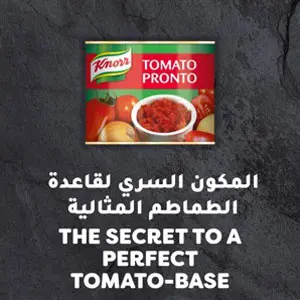 Knorr
TOMATO
PRONTO
المكون السري لقاعدة
الطماطم المثالية
THE SECRET TO A
PERFECT
TOMATO-BASE